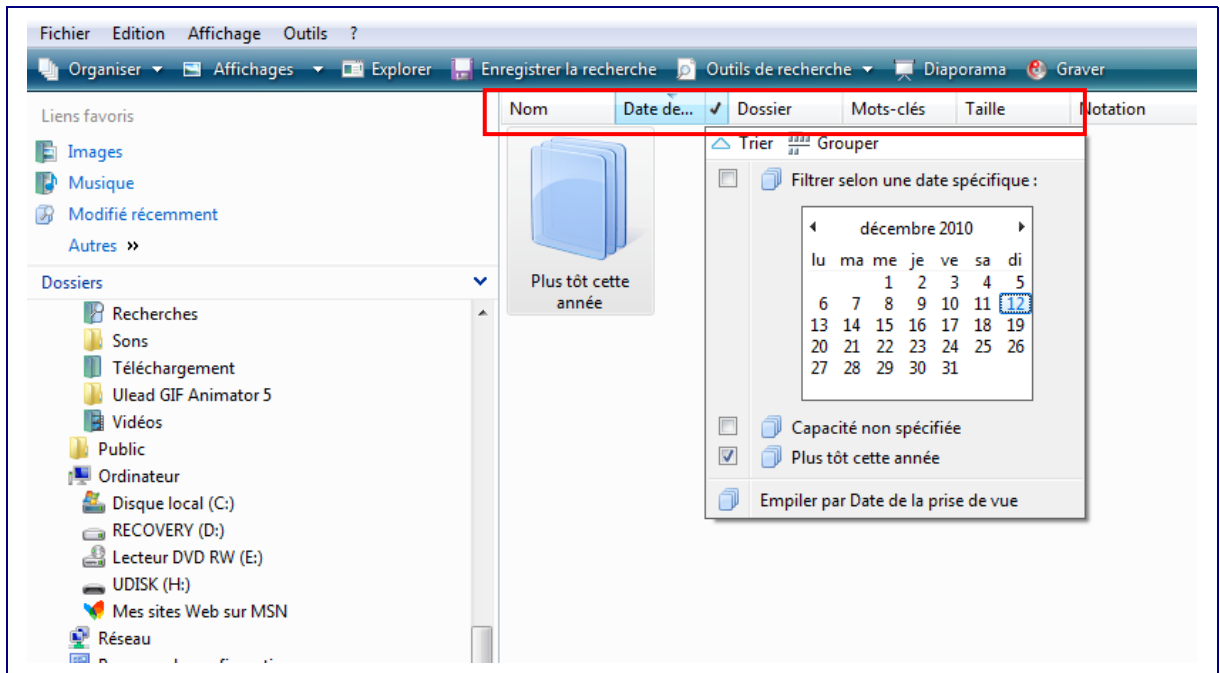 Fichier Edition Affichage Outils ?
Organiser Affichages Explorer Enregistrer la recherche Outils de recherche Diaporama Graver
Liens favoris
Images
Musique
Modifié récemment
Autres »
Dossiers
Recherches
Sons
Téléchargement
Ulead GIF Animator 5
Vidéos
Public
Ordinateur
Disque local (C:)
RECOVERY (D:)
Lecteur DVD RW (E:)
UDISK (H:)
Mes sites Web sur MSN
Réseau
Nom Date de... Dossier Mots-clés Taille Notation
Plus tôt cette
année
Trier Grouper
Filtrer selon une date spécifique :
décembre 2010
lu ma me je ve sa di
1 2 3 4 5
6 7 8 9 10 11 12
13 14 15 16 17 18 19
20 21 22 23 24 25 26
27 28 29 30 31
Capacité non spécifiée
Plus tôt cette année
Empiler par Date de la prise de vue